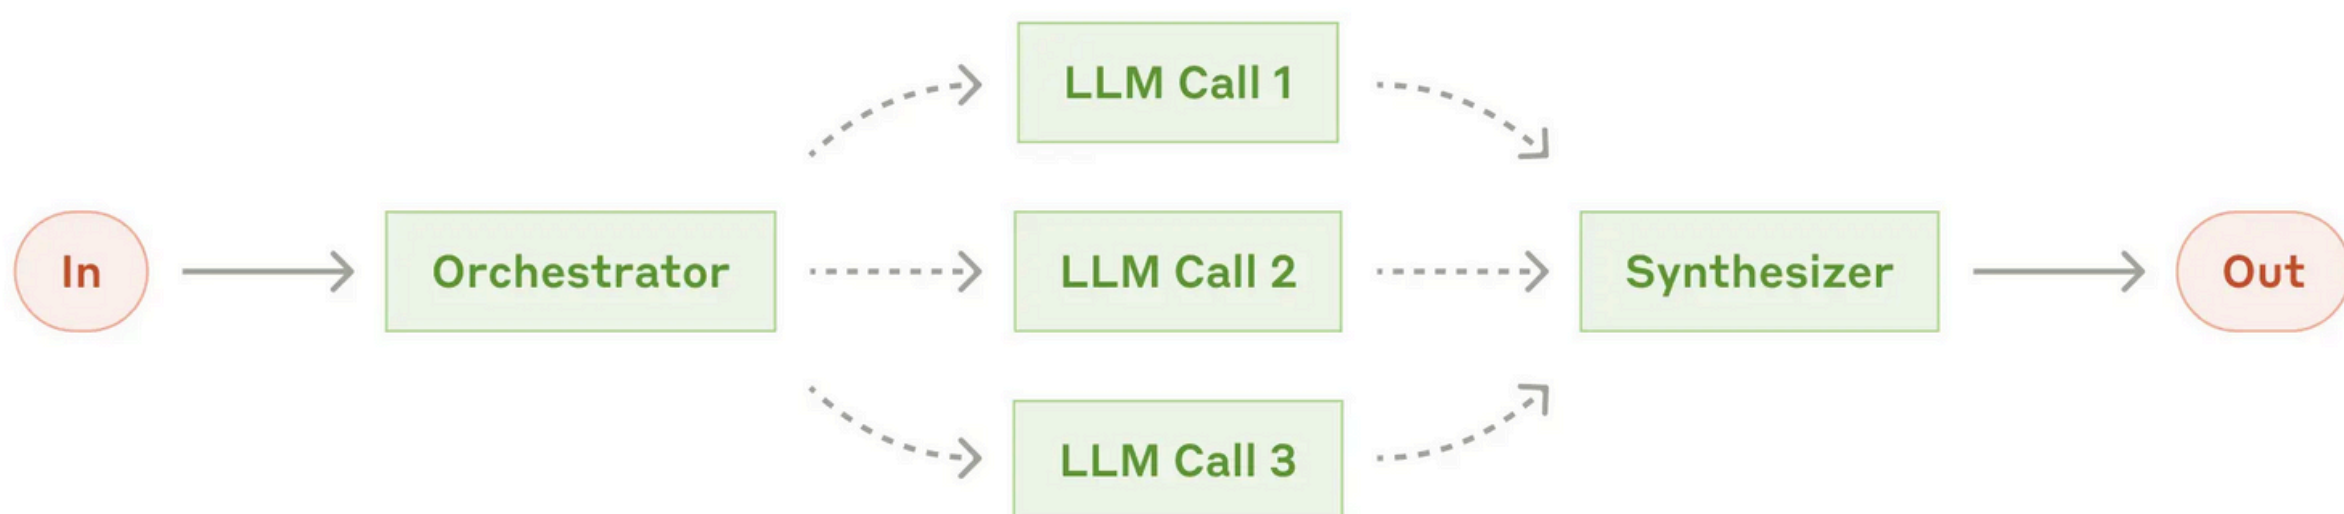 In
Orchestrator
LLM Call 1
LLM Call 2
LLM Call 3
Synthesizer
Out